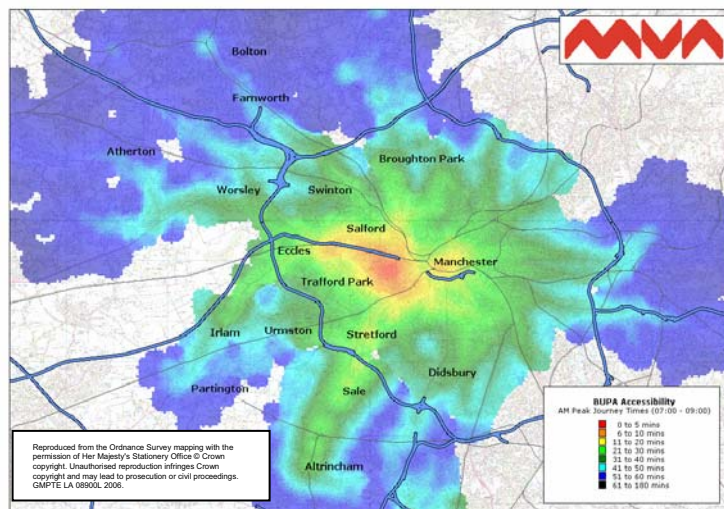 MVA
Bolton
Farnworth
Atherton
Broughton Park
Worsley
Swinton
Salford
Eccles
Manchester
Trafford Park
Irlam
Urmston
Stretford
Didsbury
Partington
Sale
Altrincham
BUPA Accessibility
AM Peak Journey Times (07:00 - 09:00)
0 to 5 mins
6 to 10 mins
11 to 20 mins
21 to 30 mins
31 to 40 mins
41 to 50 mins
51 to 60 mins
61 to 180 mins
Reproduced from the Ordnance Survey mapping with the
permission of Her Majesty's Stationery Office © Crown
copyright. Unauthorised reproduction infringes Crown
copyright and may lead to prosecution or civil proceedings.
GMPTE LA 08900L 2006.